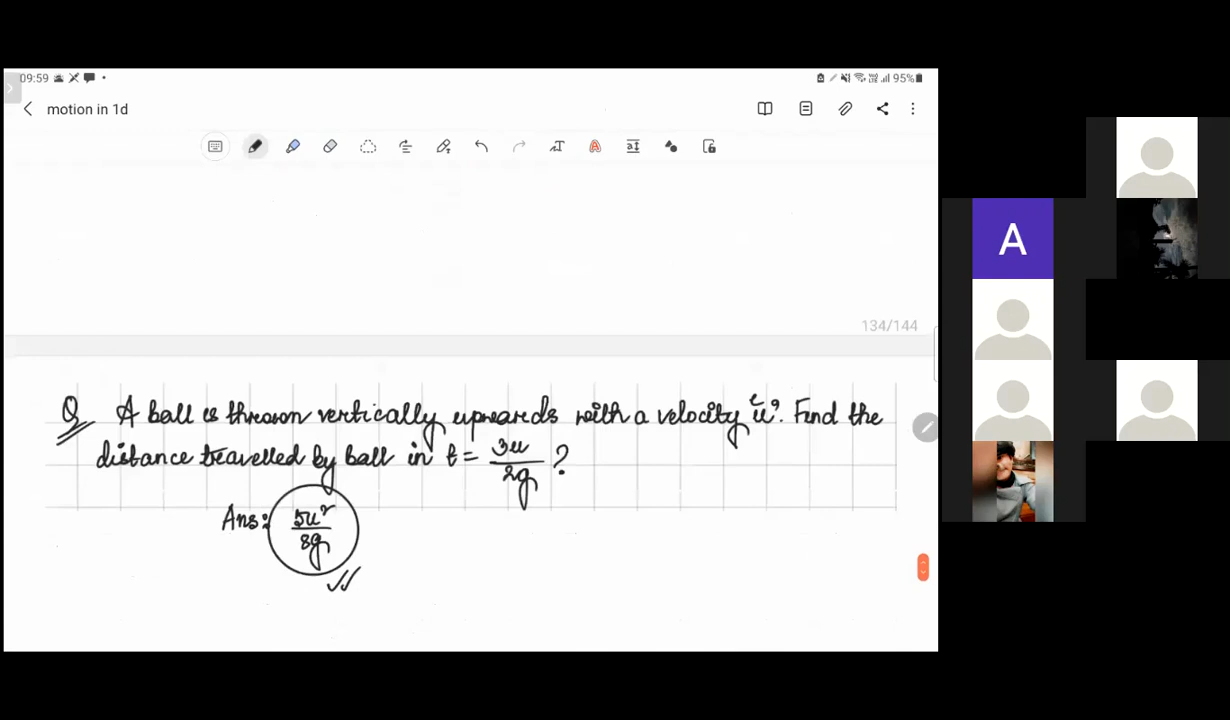 09:59
95%
motion in 1d
134/144
A
Q A ball is thrown vertically upwards with a velocity 'u'. Find the
distance travelled by ball in t = 3u/2g ?
Ans: 5u²/8g